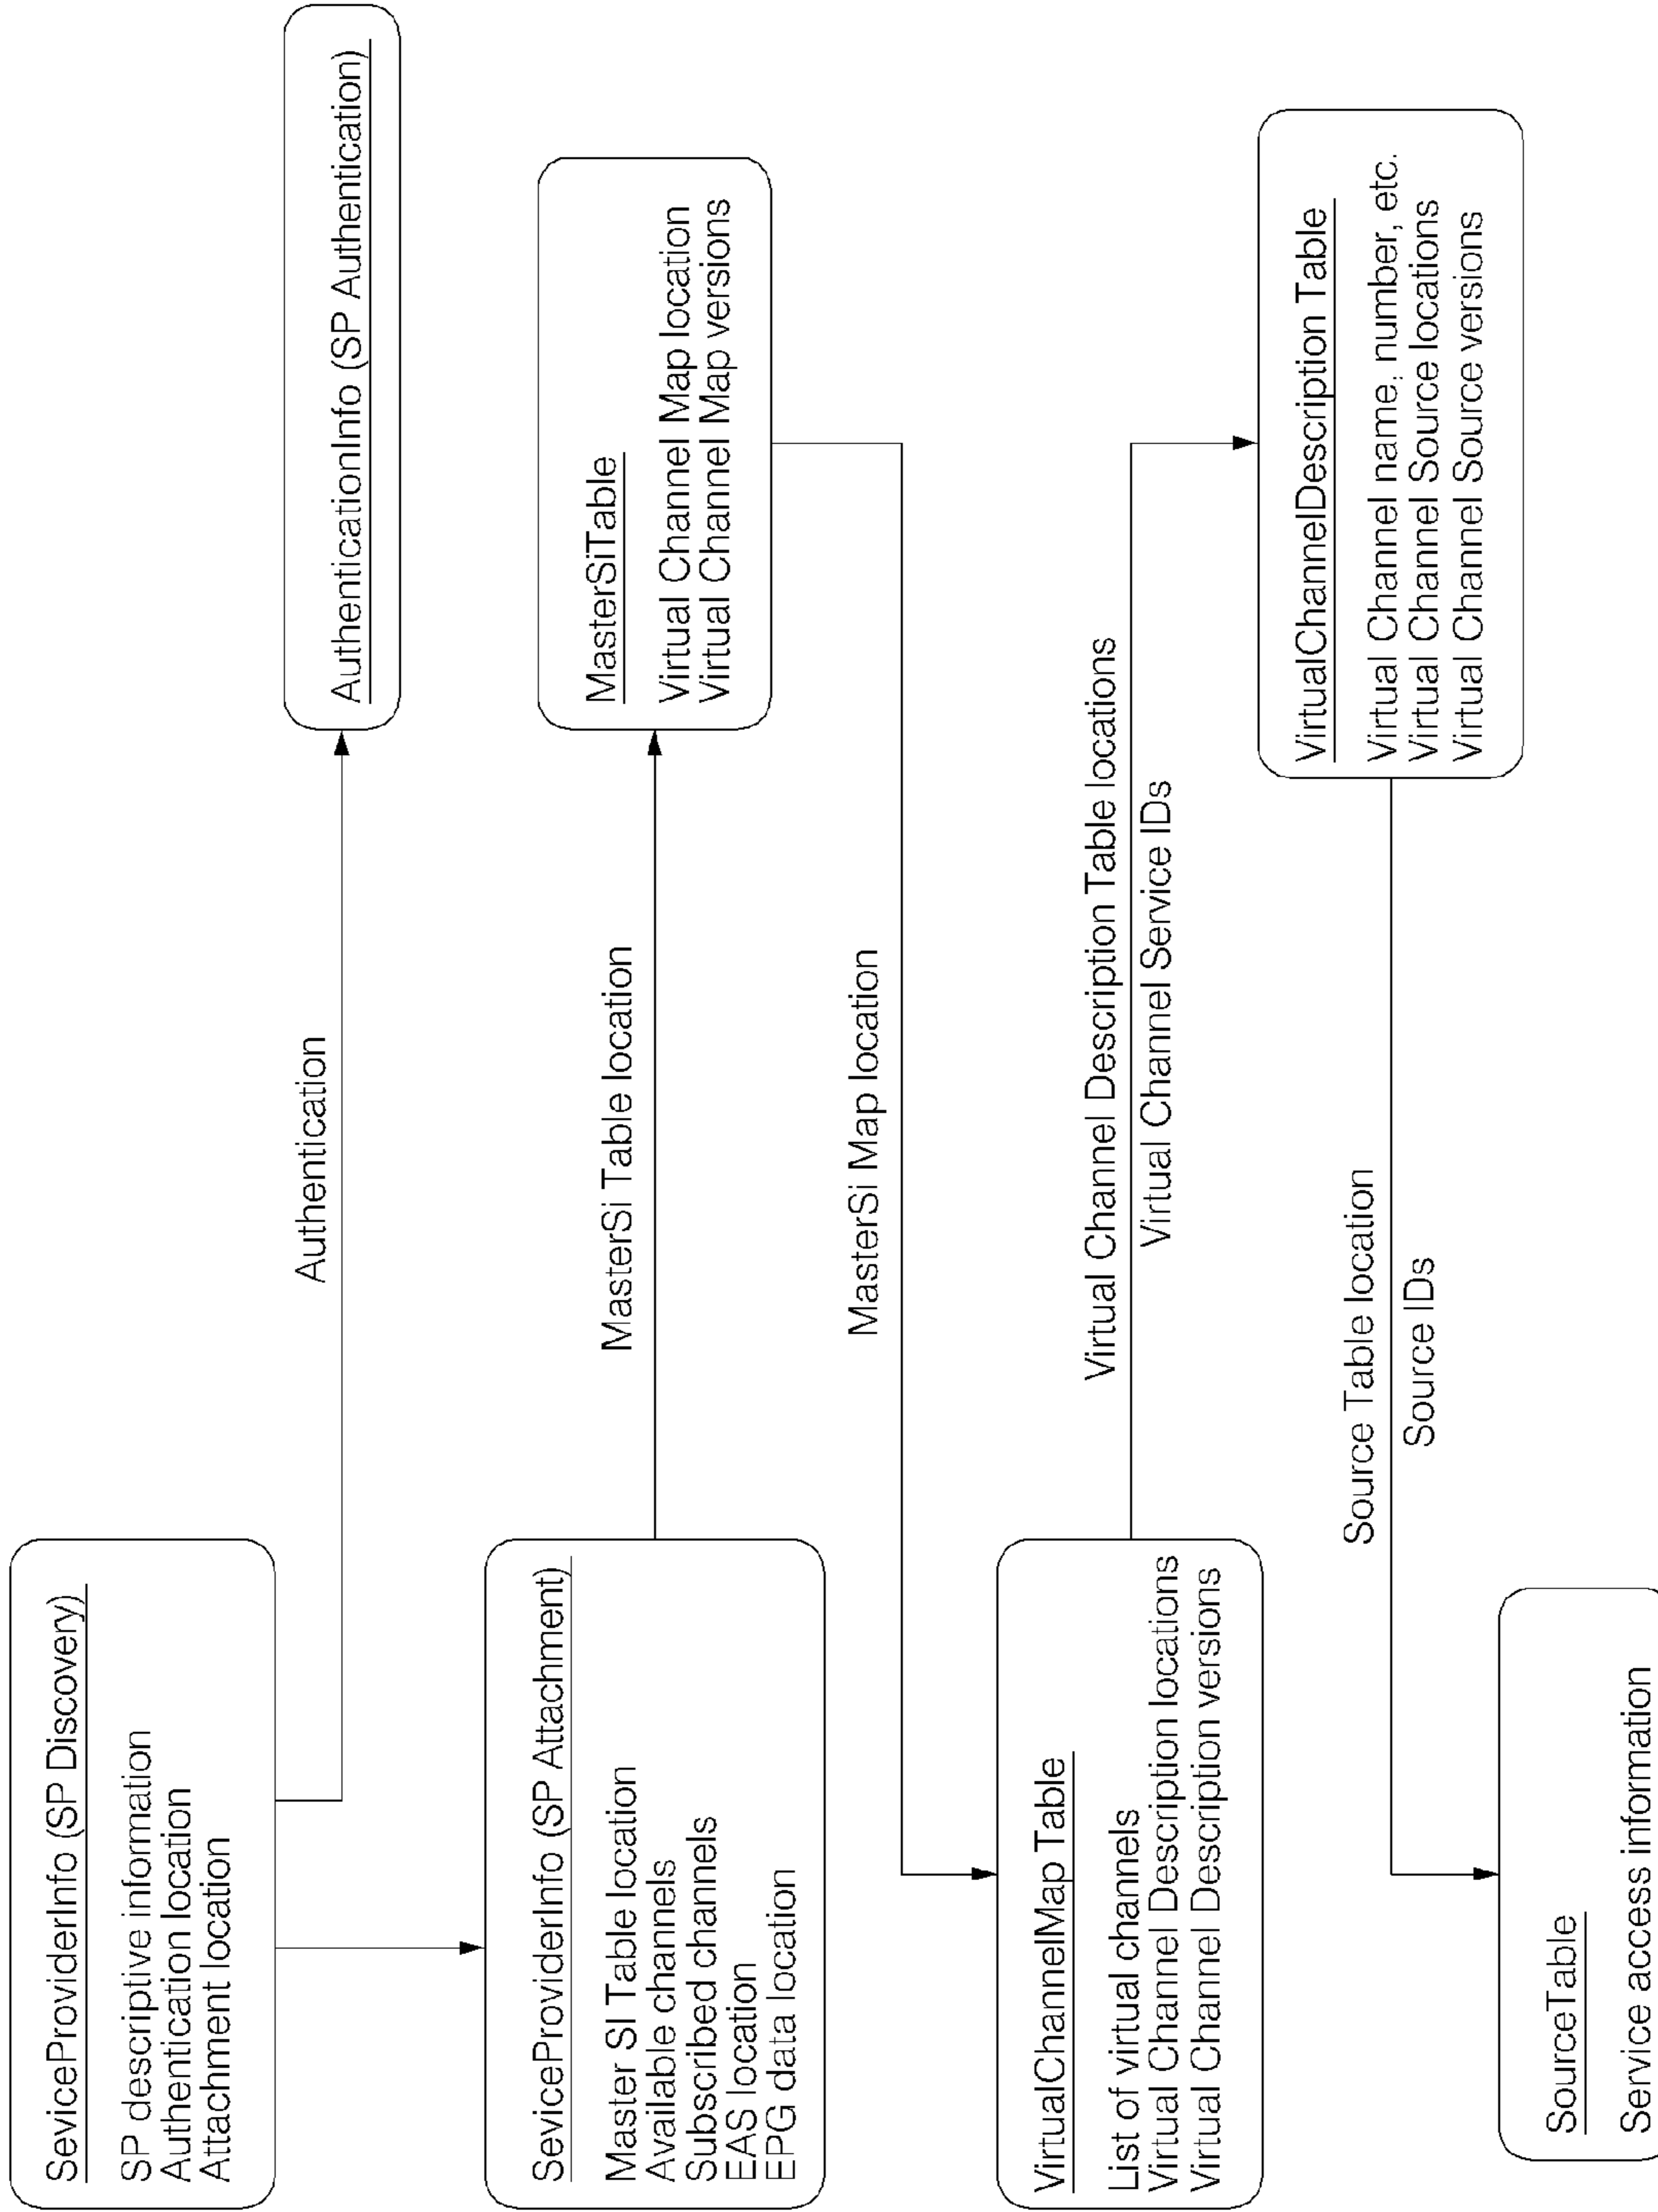 SeviceProviderInfo (SP Discovery)
SP descriptive information
Authentication location
Attachment location
Authentication
AuthenticationInfo (SP Authentication)
SeviceProviderInfo (SP Attachment)
Master SI Table location
Available channels
Subscribed channels
EAS location
EPG data location
MasterSi Table location
MasterSiTable
Virtual Channel Map location
Virtual Channel Map versions
MasterSi Map location
VirtualChannelMap Table
List of virtual channels
Virtual Channel Description locations
Virtual Channel Description versions
Virtual Channel Description Table locations
Virtual Channel Service IDs
VirtualChannelDescription Table
Virtual Channel name, number, etc.
Virtual Channel Source locations
Virtual Channel Source versions
Source Table location
Source IDs
SourceTable
Service access information